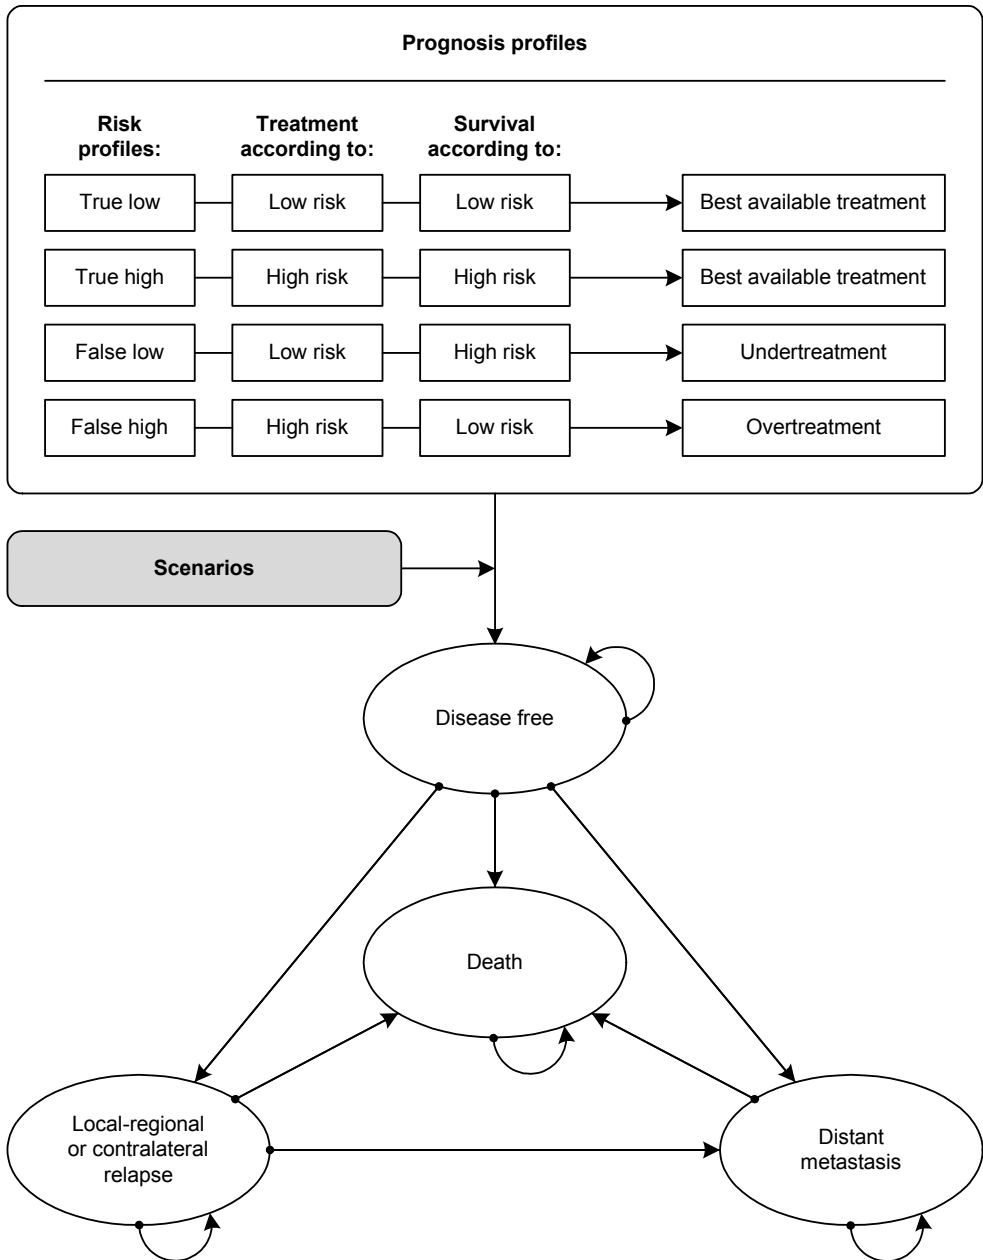 Prognosis profiles
Risk
profiles:
Treatment
according to:
Survival
according to:
True low
Low risk
Low risk
Best available treatment
True high
High risk
High risk
Best available treatment
False low
Low risk
High risk
Undertreatment
False high
High risk
Low risk
Overtreatment
Scenarios
Disease free
Death
Local-regional
or contralateral
relapse
Distant
metastasis